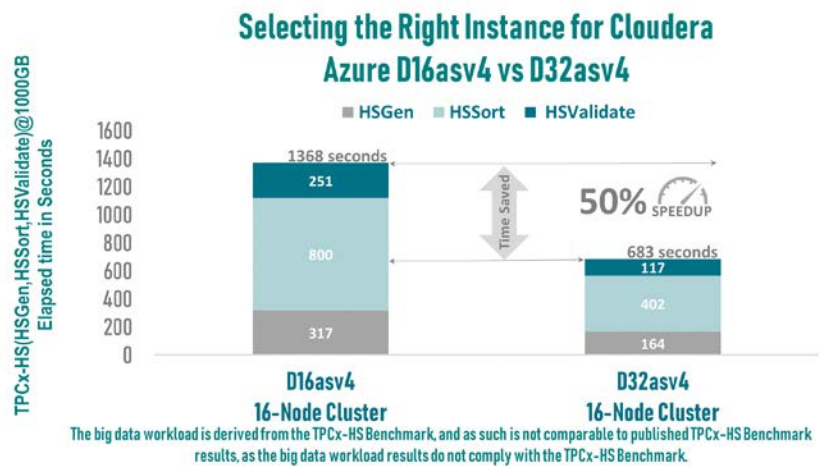 Selecting the Right Instance for Cloudera
Azure D16asv4 vs D32asv4
HSGen HSSort HSValidate
TPCx-HS(HSGen,HSSort,HSValidate)@1000GB
Elapsed time in Seconds
1600
1400
1200
1000
800
600
400
200
0
1368 seconds
251
800
317
Time Saved
50% SPEEDUP
683 seconds
117
402
164
D16asv4
16-Node Cluster
D32asv4
16-Node Cluster
The big data workload is derived from the TPCx-HS Benchmark, and as such is not comparable to published TPCx-HS Benchmark
results, as the big data workload results do not comply with the TPCx-HS Benchmark.